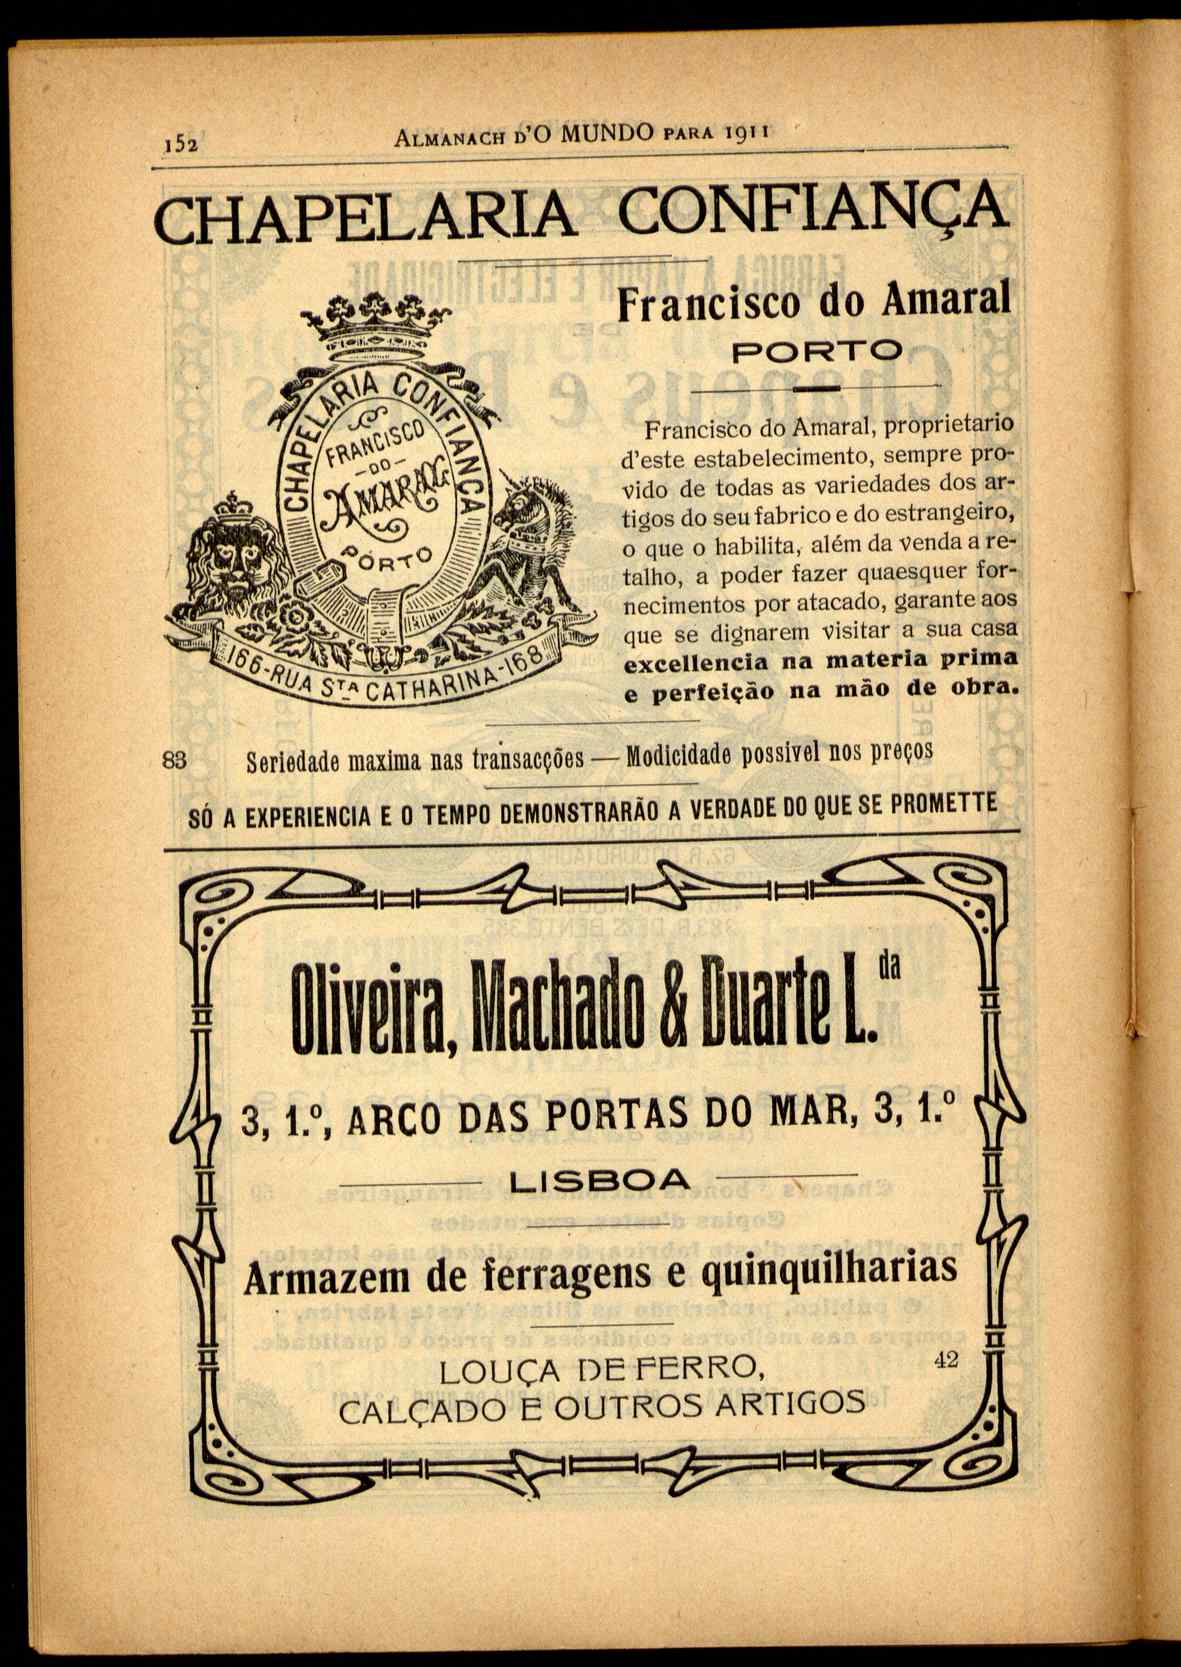 152
ALMANACH D'O MUNDO PARA 1911
CHAPELARIA CONFIANÇA
Francisco do Amaral
PORTO
CHAPELARIA CONFIANÇA
FRANCISCO
DO
AMARAL
PORTO
166-RUA STA CATHARINA-168
Francisco do Amaral, proprietario
d'este estabelecimento, sempre pro-
vido de todas as variedades dos ar-
tigos do seu fabrico e do estrangeiro,
o que o habilita, além da venda a re-
talho, a poder fazer quaesquer for-
necimentos por atacado, garante aos
que se dignarem visitar a sua casa
excellencia na materia prima
e perfeição na mão de obra.
83 Seriedade maxima nas transacções — Modicidade possivel nos preços
SÓ A EXPERIENCIA E O TEMPO DEMONSTRARÃO A VERDADE DO QUE SE PROMETTE
Oliveira, Machado & Duarte L.da
3, 1.º, ARCO DAS PORTAS DO MAR, 3, 1.º
LISBOA
Armazem de ferragens e quinquilharias
LOUÇA DE FERRO, 42
CALÇADO E OUTROS ARTIGOS